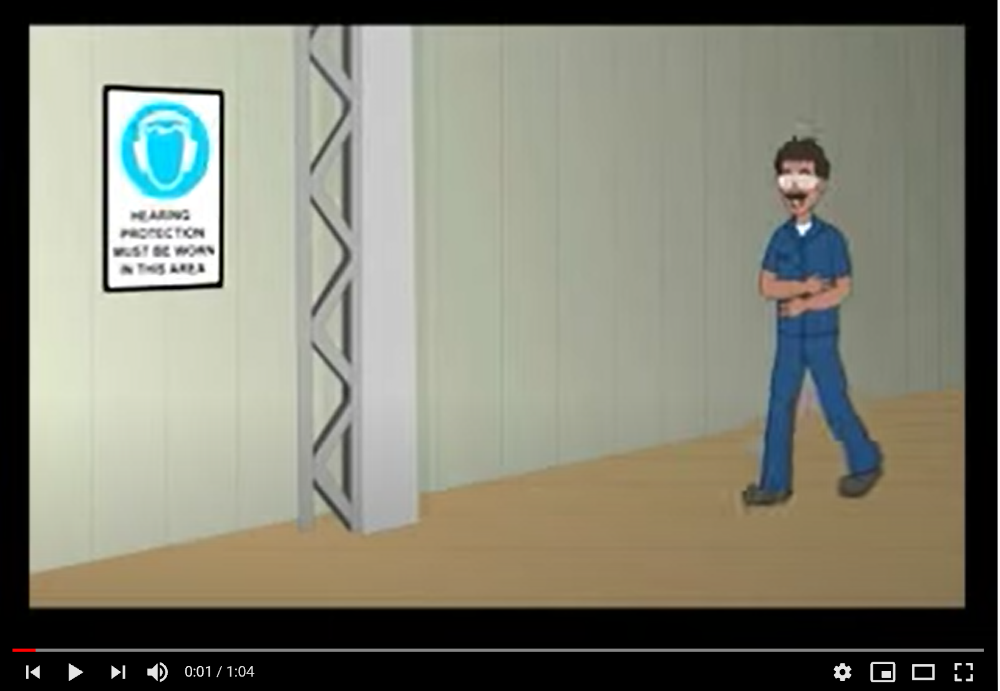 HEARING
PROTECTION
MUST BE WORN
IN THIS AREA
0:01 / 1:04